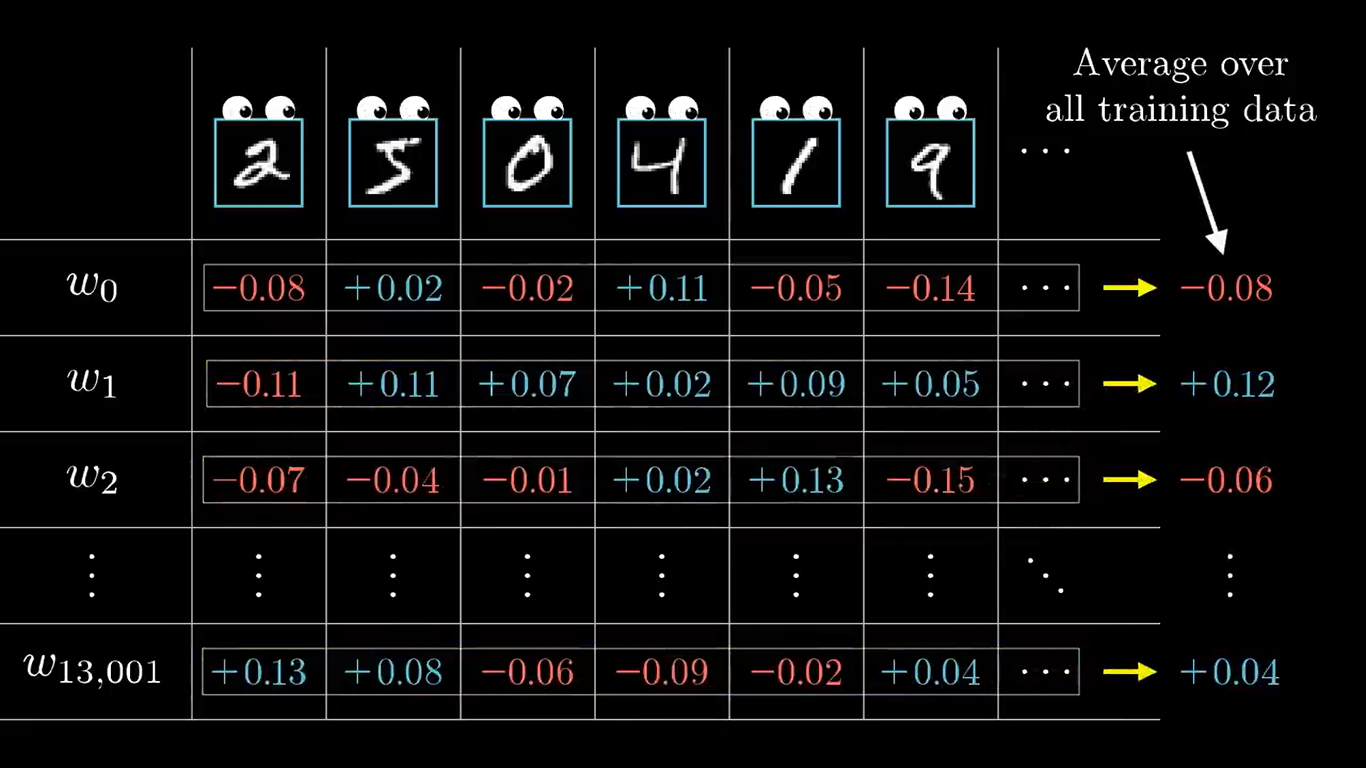 Average over
all training data
2 5 0 4 1 9 ···
w₀ −0.08 +0.02 −0.02 +0.11 −0.05 −0.14 ··· −0.08
w₁ −0.11 +0.11 +0.07 +0.02 +0.09 +0.05 ··· +0.12
w₂ −0.07 −0.04 −0.01 +0.02 +0.13 −0.15 ··· −0.06
⋮ ⋮ ⋮ ⋮ ⋮ ⋮ ⋮ ⋱ ⋮
w₁₃,₀₀₁ +0.13 +0.08 −0.06 −0.09 −0.02 +0.04 ··· +0.04